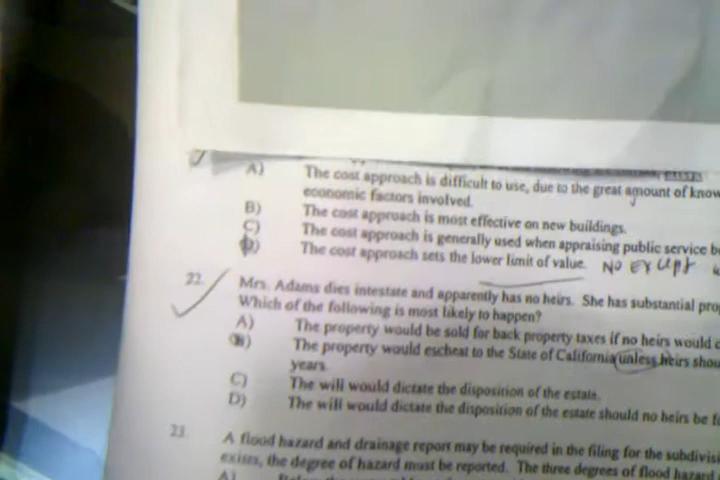 A) The cost approach is difficult to use, due to the great amount of know
economic factors involved.
B) The cost approach is most effective on new buildings.
C) The cost approach is generally used when appraising public service b
D) The cost approach sets the lower limit of value. NO EXCUPT
22. Mrs. Adams dies intestate and apparently has no heirs. She has substantial pro
Which of the following is most likely to happen?
A) The property would be sold for back property taxes if no heirs would c
B) The property would escheat to the State of California unless heirs shou
years.
C) The will would dictate the disposition of the estate.
D) The will would dictate the disposition of the estate should no heirs be fo
23. A flood hazard and drainage report may be required in the filing for the subdivisi
exists, the degree of hazard must be reported. The three degrees of flood hazard
A)